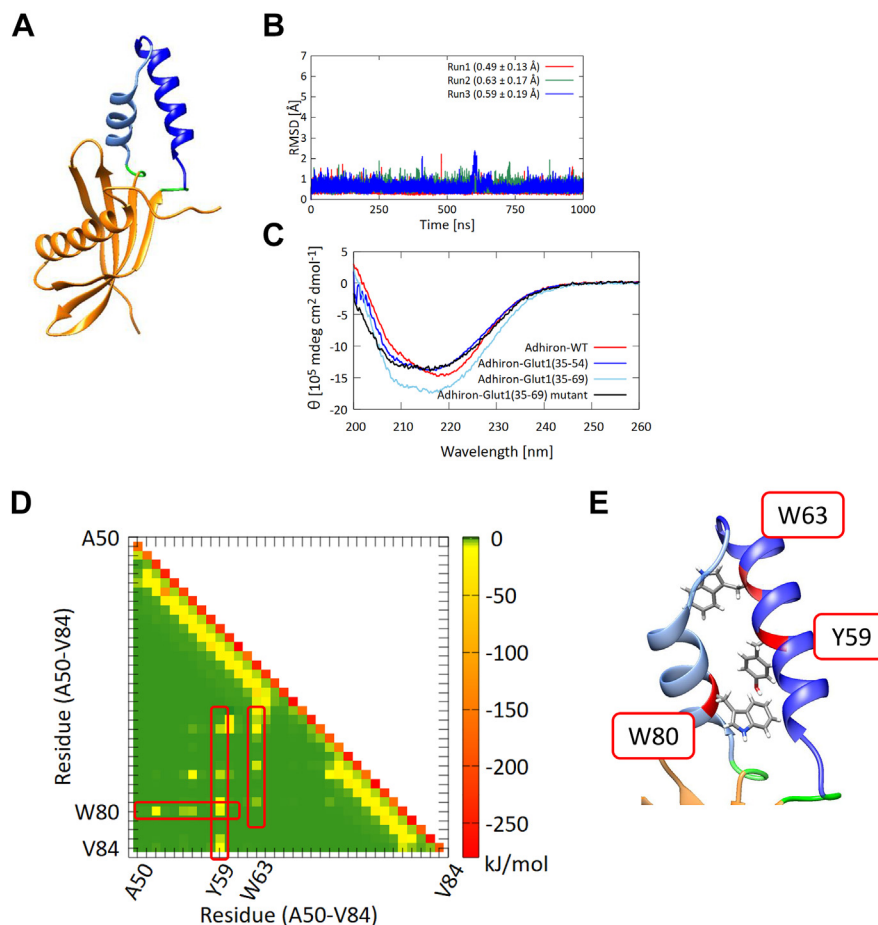 A
B
7
6
5
4
3
2
1
0
RMSD [Å]
Run1 (0.49 ± 0.13 Å)
Run2 (0.63 ± 0.17 Å)
Run3 (0.59 ± 0.19 Å)
0 250 500 750 1000
Time [ns]
C
5
0
-5
-10
-15
-20
θ [10⁵ mdeg cm² dmol⁻¹]
Adhiron-WT
Adhiron-Glut1(35-54)
Adhiron-Glut1(35-69)
Adhiron-Glut1(35-69) mutant
200 210 220 230 240 250 260
Wavelength [nm]
D
A50
W80
V84
Residue (A50-V84)
A50 Y59 W63 V84
Residue (A50-V84)
0
-50
-100
-150
-200
-250
kJ/mol
E
W63
Y59
W80